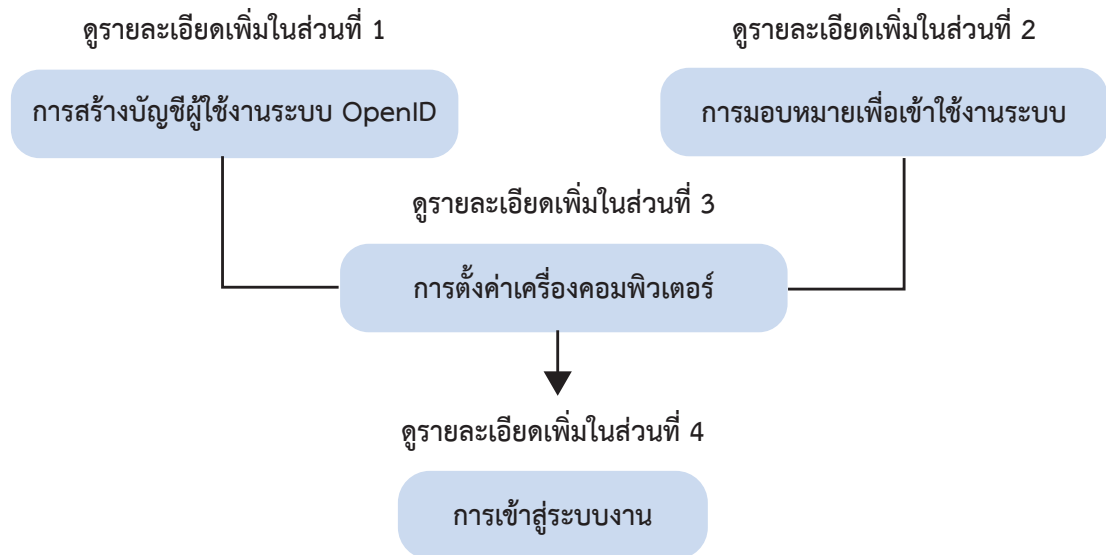 ดูรายละเอียดเพิ่มในส่วนที่ 1
การสร้างบัญชีผู้ใช้งานระบบ OpenID
ดูรายละเอียดเพิ่มในส่วนที่ 2
การมอบหมายเพื่อเข้าใช้งานระบบ
ดูรายละเอียดเพิ่มในส่วนที่ 3
การตั้งค่าเครื่องคอมพิวเตอร์
ดูรายละเอียดเพิ่มในส่วนที่ 4
การเข้าสู่ระบบงาน